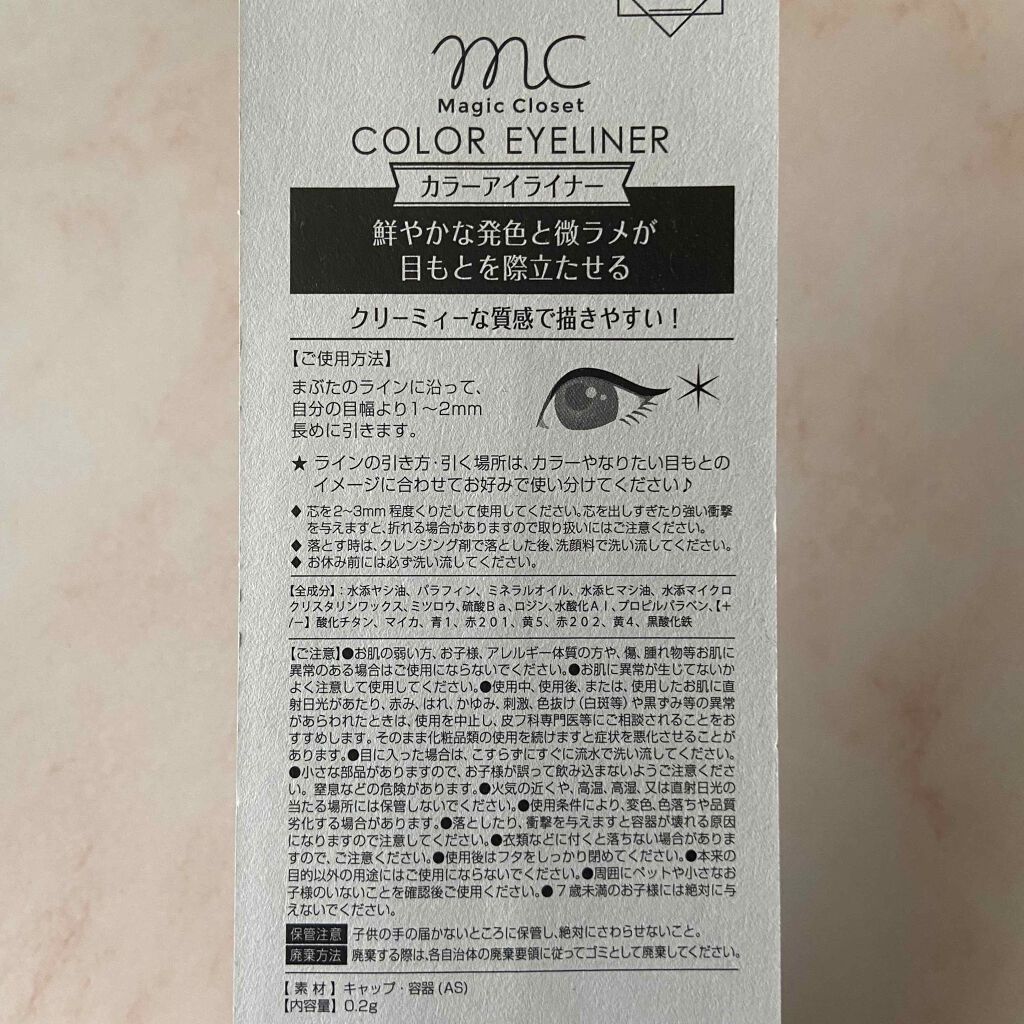 mc
Magic Closet
COLOR EYELINER
カラーアイライナー
鮮やかな発色と微ラメが
目もとを際立たせる
クリーミィーな質感で描きやすい！
【ご使用方法】
まぶたのラインに沿って、
自分の目幅より1〜2mm
長めに引きます。
★ ラインの引き方・引く場所は、カラーやなりたい目もとの
イメージに合わせてお好みで使い分けてください♪
◆ 芯を2〜3mm程度くりだして使用してください。芯を出しすぎたり強い衝撃
を与えますと、折れる場合がありますので取り扱いにはご注意ください。
◆ 落とす時は、クレンジング剤で落とした後、洗顔料で洗い流してください。
◆ お休み前には必ず洗い流してください。
【全成分】：水添ヤシ油、パラフィン、ミネラルオイル、水添ヒマシ油、水添マイクロ
クリスタリンワックス、ミツロウ、硫酸Ｂａ、ロジン、水酸化Ａｌ、プロピルパラベン、【＋
／−】酸化チタン、マイカ、青１、赤２０１、黄５、赤２０２、黄４、黒酸化鉄
【ご注意】●お肌の弱い方、お子様、アレルギー体質の方や、傷、腫れ物等お肌に
異常のある場合はご使用にならないでください。●お肌に異常が生じてないか
よく注意して使用してください。●使用中、使用後、または、使用したお肌に直
射日光があたり、赤み、はれ、かゆみ、刺激、色抜け(白斑等)や黒ずみ等の異常
があらわれたときは、使用を中止し、皮フ科専門医等にご相談されることをお
すすめします。そのまま化粧品類の使用を続けますと症状を悪化させることが
あります。●目に入った場合は、こすらずにすぐに流水で洗い流してください。
●小さな部品がありますので、お子様が誤って飲み込まないようご注意くださ
い。窒息などの危険があります。●火気の近くや、高温、高湿、又は直射日光の
当たる場所には保管しないでください。●使用条件により、変色、色落ちや品質
劣化する場合があります。●落としたり、衝撃を与えますと容器が壊れる原因
になりますので注意してください。●衣類などに付くと落ちない場合がありま
すので、ご注意ください。●使用後はフタをしっかり閉めてください。●本来の
目的以外の用途にはご使用にならないでください。●周囲にペットや小さなお
子様のいないことを確認後ご使用ください。●７歳未満のお子様には絶対に与
えないでください。
保管注意 子供の手の届かないところに保管し、絶対にさわらせないこと。
廃棄方法 廃棄する際は、各自治体の廃棄要領に従ってゴミとして廃棄してください。
【 素 材 】キャップ・容器(AS)
【内容量】0.2g